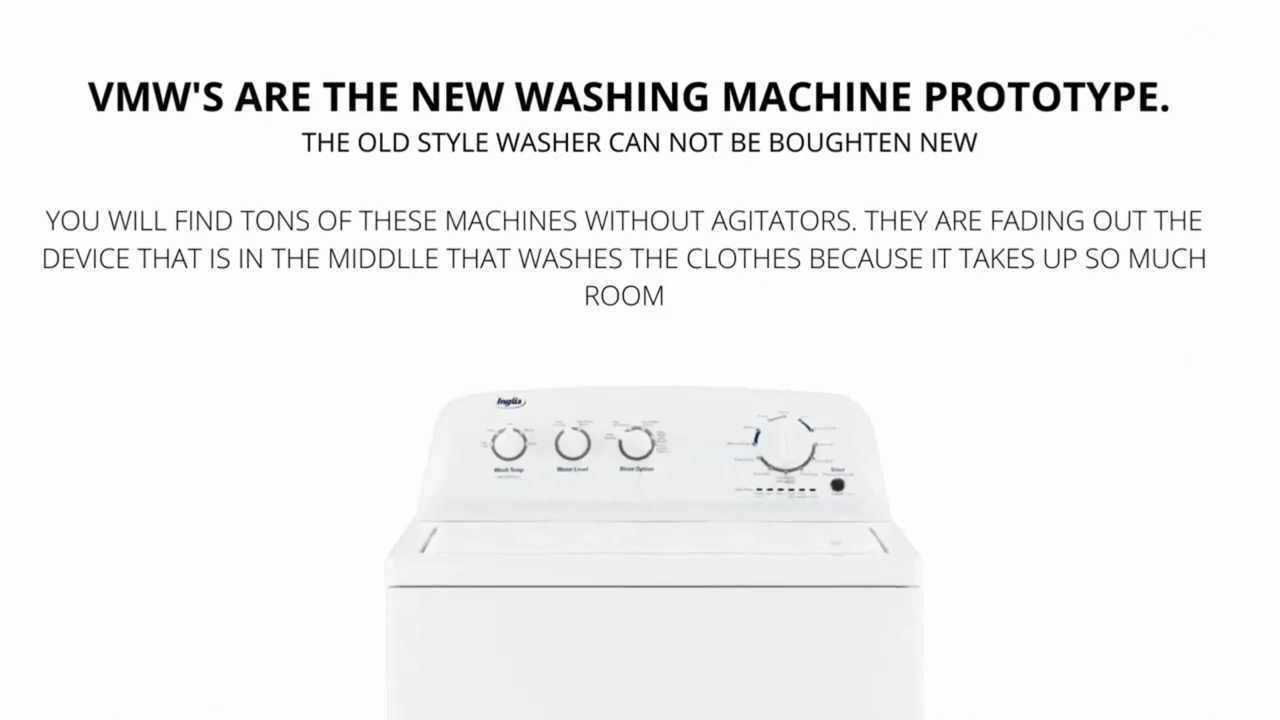 VMW'S ARE THE NEW WASHING MACHINE PROTOTYPE.
THE OLD STYLE WASHER CAN NOT BE BOUGHTEN NEW
YOU WILL FIND TONS OF THESE MACHINES WITHOUT AGITATORS. THEY ARE FADING OUT THE
DEVICE THAT IS IN THE MIDDLLE THAT WASHES THE CLOTHES BECAUSE IT TAKES UP SO MUCH
ROOM
Inglis
Wash Temp Water Level Rinse Option
Start